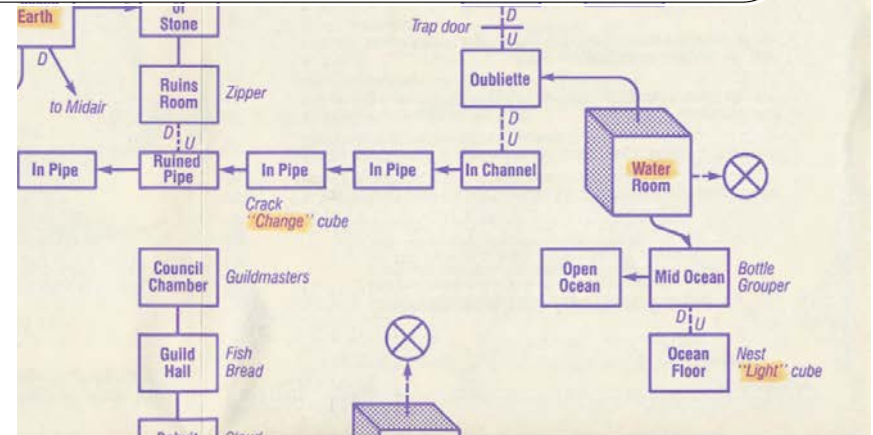 Earth
of
Stone
D
to Midair
Ruins
Room
Zipper
D
U
In Pipe
Ruined
Pipe
In Pipe
In Pipe
In Channel
Crack
"Change" cube
Trap door
D
U
Oubliette
D
U
Water
Room
Council
Chamber
Guildmasters
Open
Ocean
Mid Ocean
Bottle
Grouper
D
U
Guild
Hall
Fish
Bread
Ocean
Floor
Nest
"Light" cube